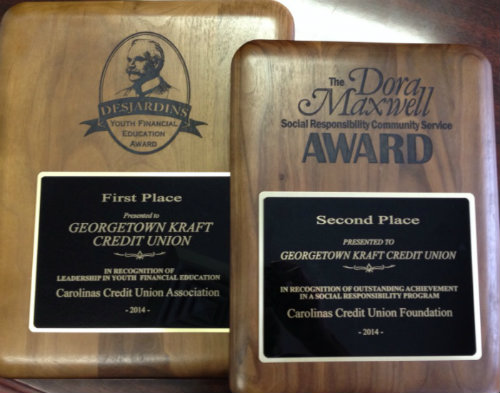 DESJARDINS
YOUTH FINANCIAL
EDUCATION
AWARD
First Place
Presented to
GEORGETOWN KRAFT
CREDIT UNION
IN RECOGNITION OF
LEADERSHIP IN YOUTH FINANCIAL EDUCATION
Carolinas Credit Union Association
- 2014 -
The Dora
Maxwell
Social Responsibility Community Service
AWARD
Second Place
PRESENTED TO
GEORGETOWN KRAFT CREDIT UNION
IN RECOGNITION OF OUTSTANDING ACHIEVEMENT
IN A SOCIAL RESPONSIBILITY PROGRAM
Carolinas Credit Union Foundation
- 2014 -